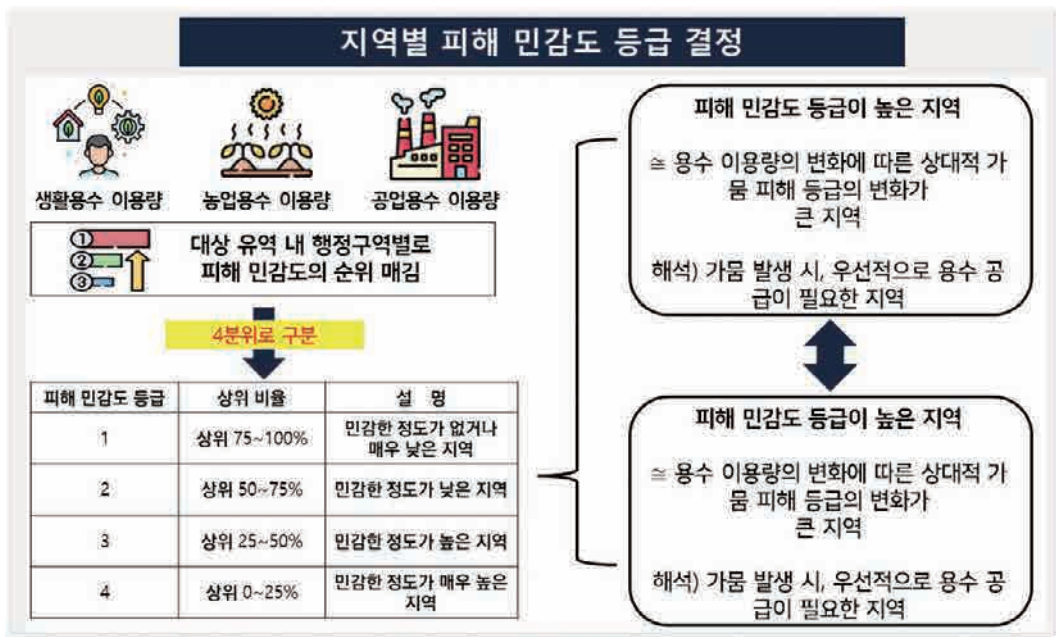 지역별 피해 민감도 등급 결정
생활용수 이용량
농업용수 이용량
공업용수 이용량
1
2
3
대상 유역 내 행정구역별로
피해 민감도의 순위 매김
4분위로 구분
피해 민감도 등급 상위 비율 설 명
1 상위 75~100% 민감한 정도가 없거나
매우 낮은 지역
2 상위 50~75% 민감한 정도가 낮은 지역
3 상위 25~50% 민감한 정도가 높은 지역
4 상위 0~25% 민감한 정도가 매우 높은
지역
피해 민감도 등급이 높은 지역
≅ 용수 이용량의 변화에 따른 상대적 가
뭄 피해 등급의 변화가
큰 지역
해석) 가뭄 발생 시, 우선적으로 용수 공
급이 필요한 지역
피해 민감도 등급이 높은 지역
≅ 용수 이용량의 변화에 따른 상대적 가
뭄 피해 등급의 변화가
큰 지역
해석) 가뭄 발생 시, 우선적으로 용수 공
급이 필요한 지역